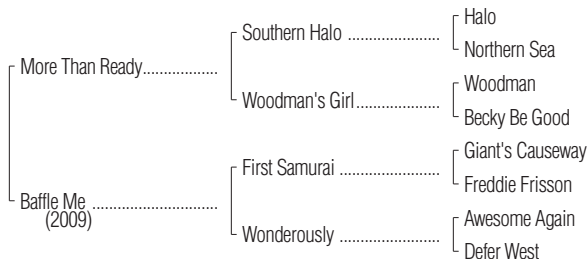 Halo
Southern Halo ..................
Northern Sea
More Than Ready.................
Woodman
Woodman's Girl.................
Becky Be Good
Giant's Causeway
First Samurai ....................
Freddie Frisson
Baffle Me ............................
(2009)
Awesome Again
Wonderously ....................
Defer West